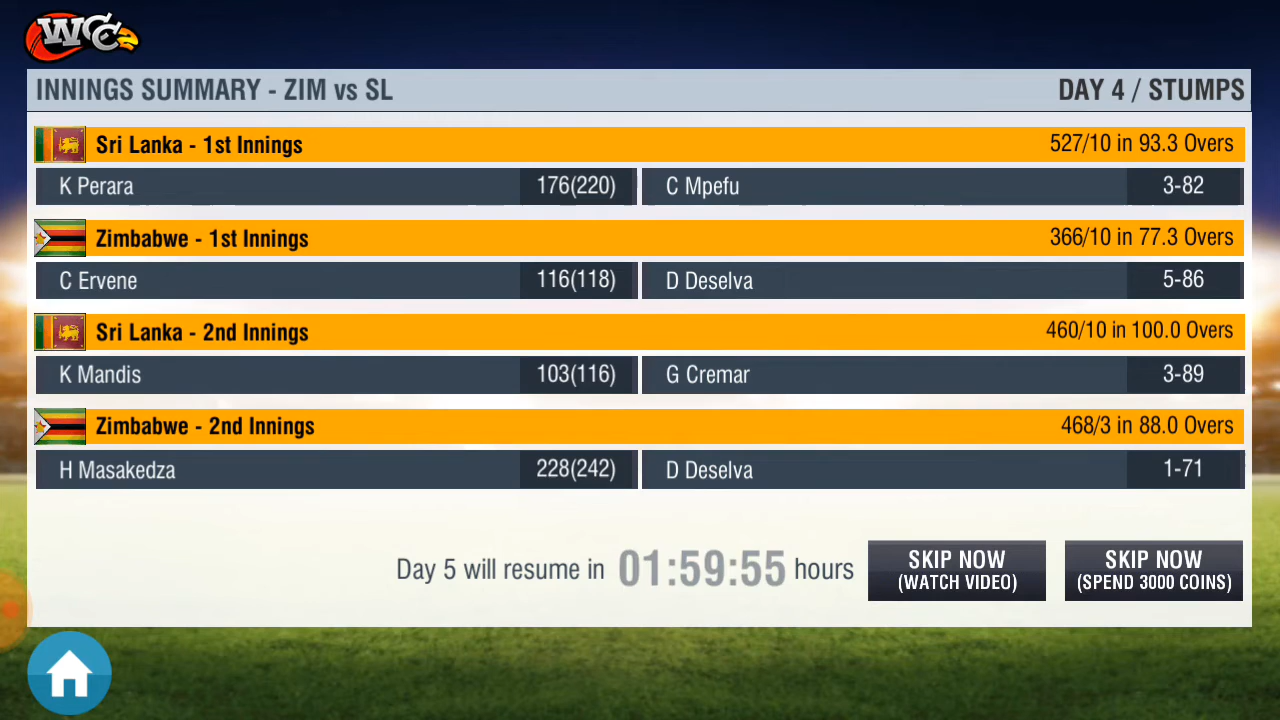 WCC
INNINGS SUMMARY - ZIM vs SL DAY 4 / STUMPS
Sri Lanka - 1st Innings 527/10 in 93.3 Overs
K Perara 176(220) C Mpefu 3-82
Zimbabwe - 1st Innings 366/10 in 77.3 Overs
C Ervene 116(118) D Deselva 5-86
Sri Lanka - 2nd Innings 460/10 in 100.0 Overs
K Mandis 103(116) G Cremar 3-89
Zimbabwe - 2nd Innings 468/3 in 88.0 Overs
H Masakedza 228(242) D Deselva 1-71
Day 5 will resume in 01:59:55 hours
SKIP NOW
(WATCH VIDEO)
SKIP NOW
(SPEND 3000 COINS)